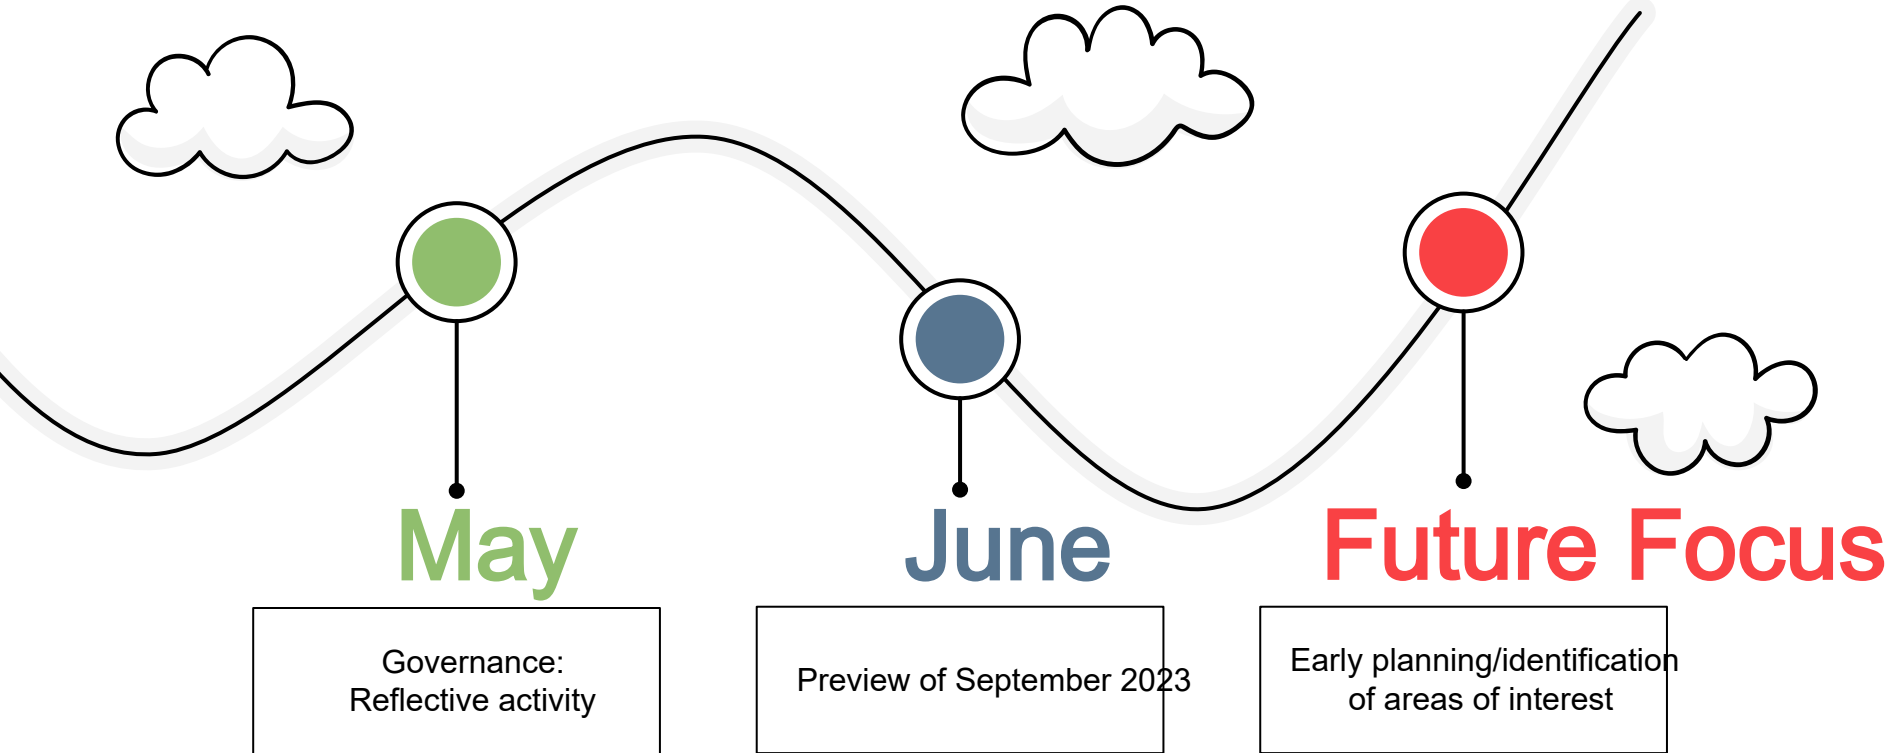 May
Governance:
Reflective activity
June
Preview of September 2023
Future Focus
Early planning/identification
of areas of interest